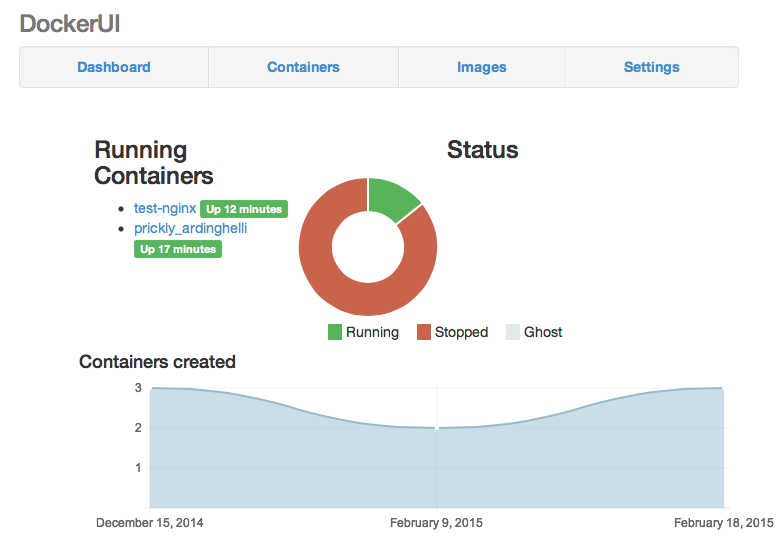 DockerUI
Dashboard Containers Images Settings
Running
Containers
test-nginx Up 12 minutes
prickly_ardinghelli
Up 17 minutes
Status
Running Stopped Ghost
Containers created
3
2
1
December 15, 2014 February 9, 2015 February 18, 2015